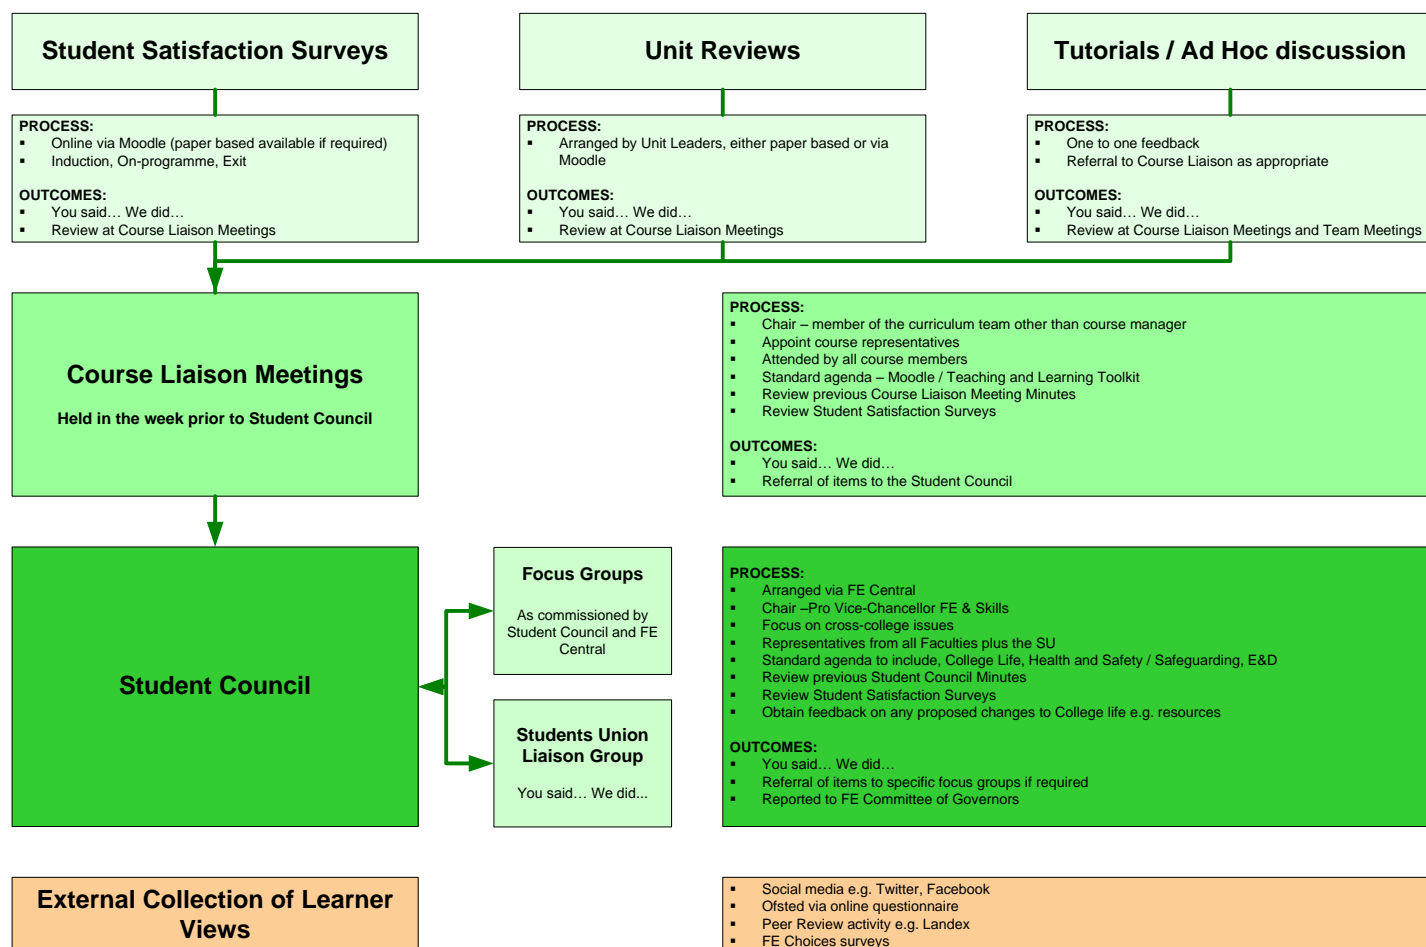 Student Satisfaction Surveys
PROCESS:
▪ Online via Moodle (paper based available if required)
▪ Induction, On-programme, Exit
OUTCOMES:
▪ You said… We did…
▪ Review at Course Liaison Meetings
Unit Reviews
PROCESS:
▪ Arranged by Unit Leaders, either paper based or via
Moodle
OUTCOMES:
▪ You said… We did…
▪ Review at Course Liaison Meetings
Tutorials / Ad Hoc discussion
PROCESS:
▪ One to one feedback
▪ Referral to Course Liaison as appropriate
OUTCOMES:
▪ You said… We did…
▪ Review at Course Liaison Meetings and Team Meetings
Course Liaison Meetings
Held in the week prior to Student Council
PROCESS:
▪ Chair – member of the curriculum team other than course manager
▪ Appoint course representatives
▪ Attended by all course members
▪ Standard agenda – Moodle / Teaching and Learning Toolkit
▪ Review previous Course Liaison Meeting Minutes
▪ Review Student Satisfaction Surveys
OUTCOMES:
▪ You said… We did…
▪ Referral of items to the Student Council
Student Council
Focus Groups
As commissioned by
Student Council and FE
Central
Students Union
Liaison Group
You said… We did...
PROCESS:
▪ Arranged via FE Central
▪ Chair –Pro Vice-Chancellor FE & Skills
▪ Focus on cross-college issues
▪ Representatives from all Faculties plus the SU
▪ Standard agenda to include, College Life, Health and Safety / Safeguarding, E&D
▪ Review previous Student Council Minutes
▪ Review Student Satisfaction Surveys
▪ Obtain feedback on any proposed changes to College life e.g. resources
OUTCOMES:
▪ You said… We did…
▪ Referral of items to specific focus groups if required
▪ Reported to FE Committee of Governors
External Collection of Learner
Views
▪ Social media e.g. Twitter, Facebook
▪ Ofsted via online questionnaire
▪ Peer Review activity e.g. Landex
▪ FE Choices surveys